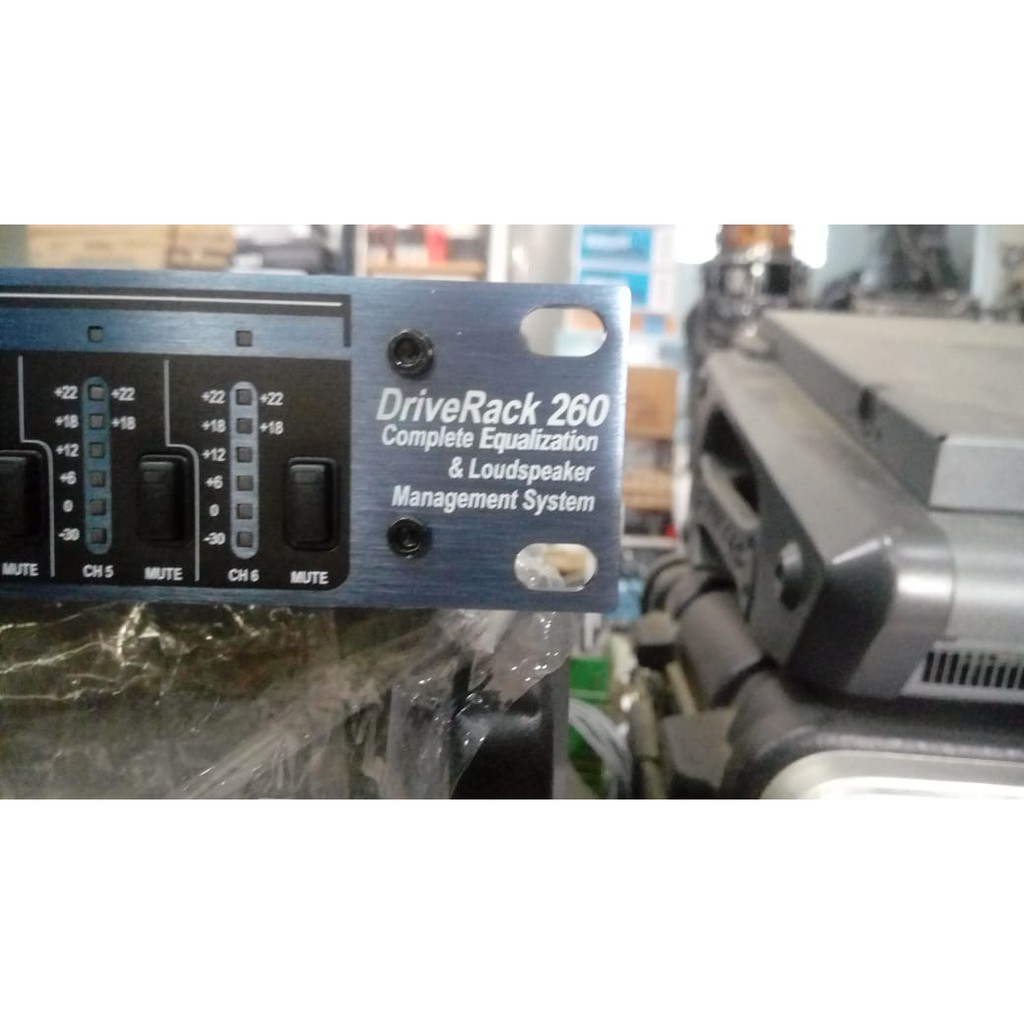 DriveRack 260
Complete Equalization
& Loudspeaker
Management System
+22 +22
+18 +18
+12
+6
0
-30
CH 5
+22 +22
+18 +18
+12
+6
0
-30
CH 6
MUTE
MUTE
MUTE